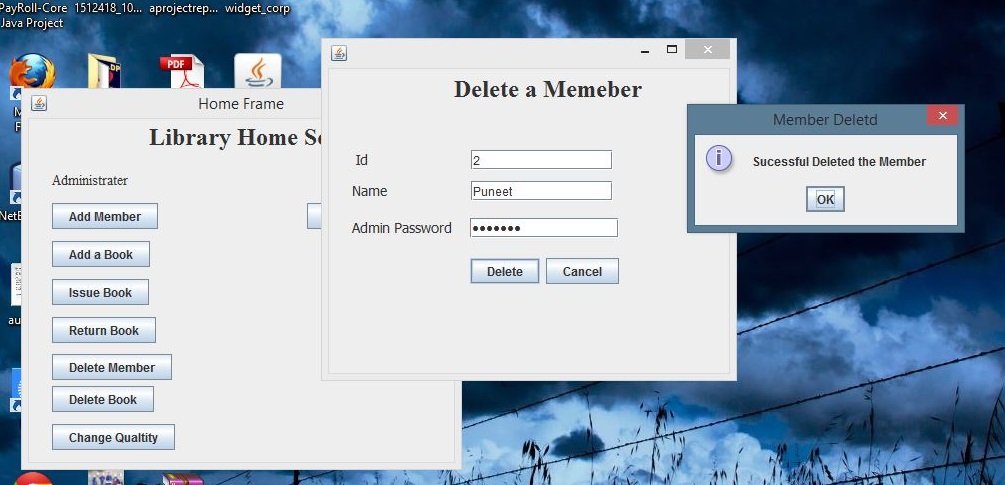 PayRoll-Core 1512418_10... aprojectrep... widget_corp
Java Project
PDF
Home Frame
Library Home Sc
Administrater
Add Member
Add a Book
Issue Book
Return Book
Delete Member
Delete Book
Change Qualtity
Delete a Memeber
Id 2
Name Puneet
Admin Password •••••••
Delete Cancel
Member Deletd
Sucessful Deleted the Member
OK